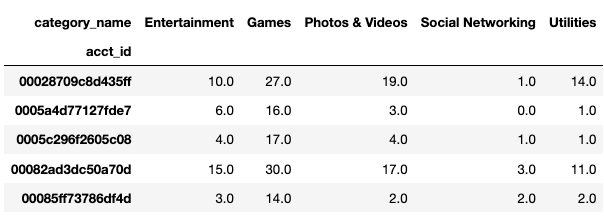 category_name Entertainment Games Photos & Videos Social Networking Utilities
acct_id
00028709c8d435ff 10.0 27.0 19.0 1.0 14.0
0005a4d77127fde7 6.0 16.0 3.0 0.0 1.0
0005c296f2605c08 4.0 17.0 4.0 1.0 1.0
00082ad3dc50a70d 15.0 30.0 17.0 3.0 11.0
00085ff73786df4d 3.0 14.0 2.0 2.0 2.0